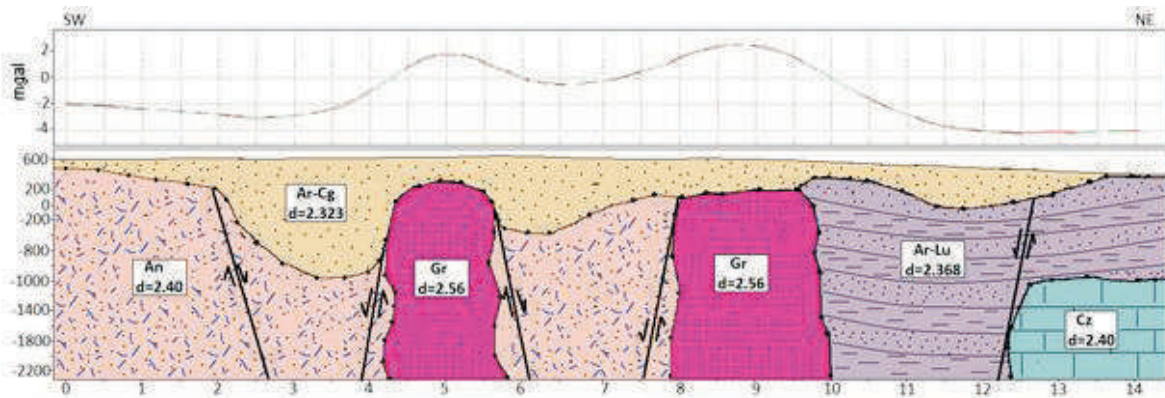 SW NE
mgal
2
0
-2
-4
600
200
0
-200
-800
-1000
-1400
-1800
-2200
Ar-Cg
d=2.323
An
d=2.40
Gr
d=2.56
Gr
d=2.56
Ar-Lu
d=2.368
Cz
d=2.40
0 1 2 3 4 5 6 7 8 9 10 11 12 13 14